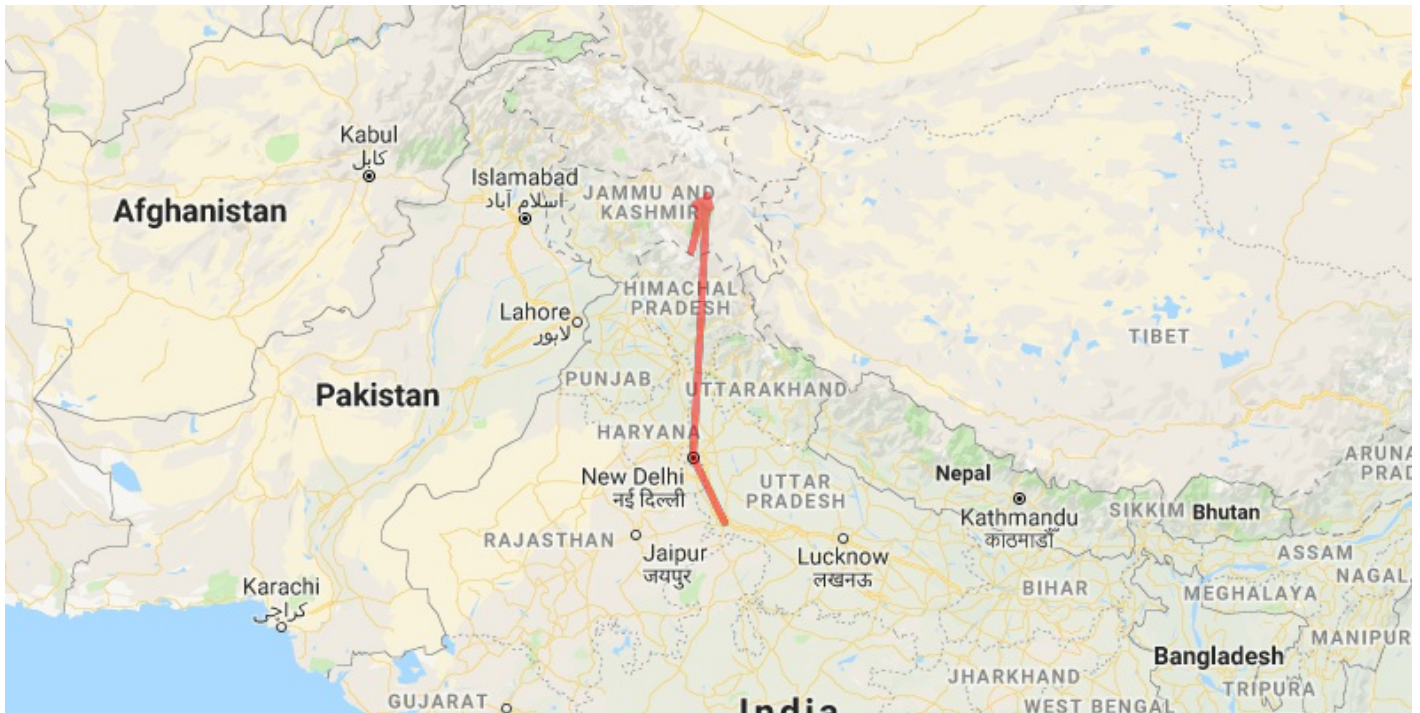 Kabul
کابل
Afghanistan
Islamabad
اسلام آباد
JAMMU AND
KASHMIR
HIMACHAL
PRADESH
Lahore
لاہور
TIBET
PUNJAB
UTTARAKHAND
Pakistan
HARYANA
New Delhi
नई दिल्ली
UTTAR
PRADESH
Nepal
Kathmandu
काठमाडौँ
SIKKIM
Bhutan
ARUNA
PRAD
RAJASTHAN
Jaipur
जयपुर
Lucknow
लखनऊ
ASSAM
NAGAL
Karachi
کراچی
BIHAR
MEGHALAYA
MANIPUR
Bangladesh
JHARKHAND
TRIPURA
GUJARAT
India
WEST BENGAL